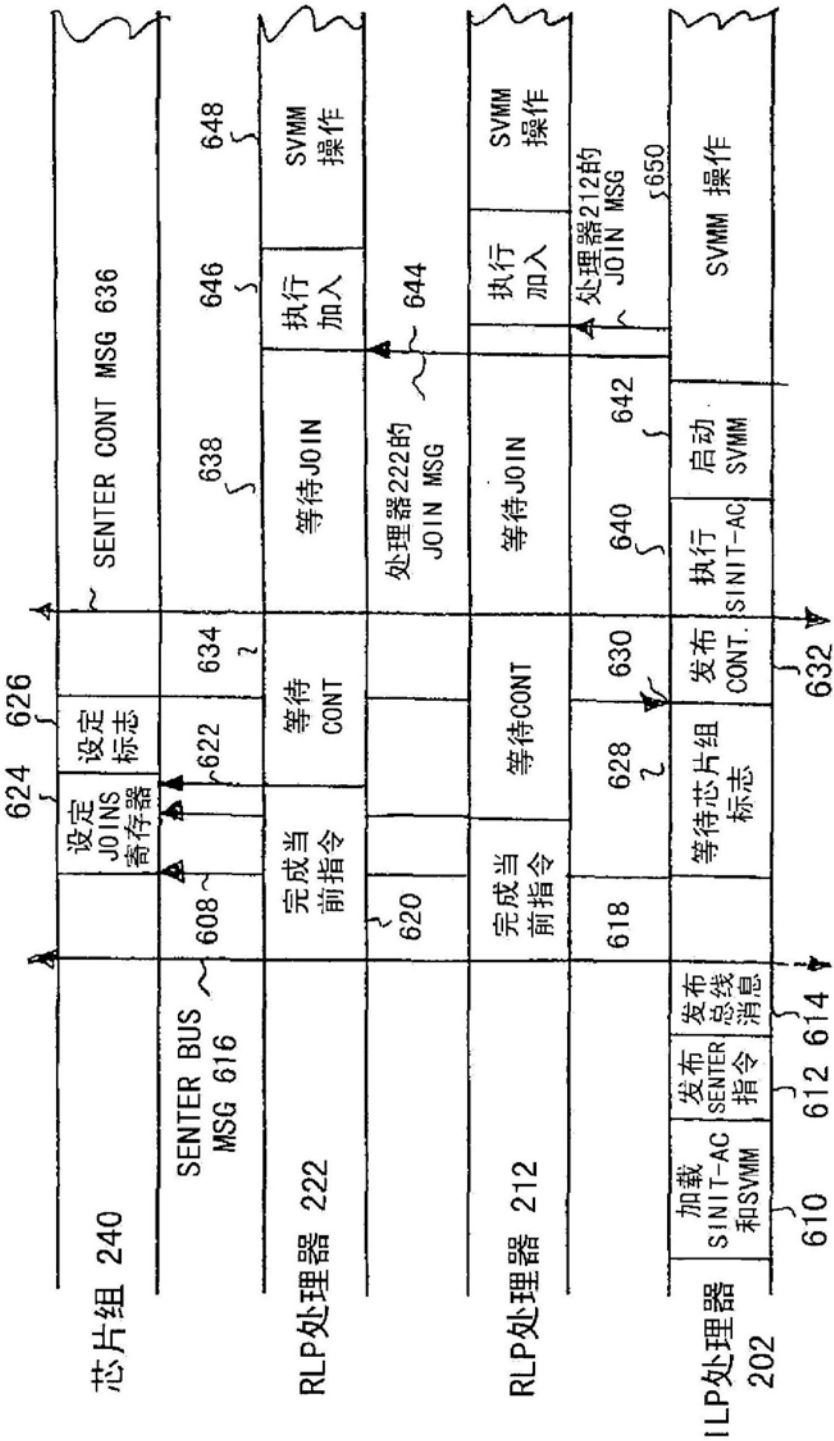 芯片组 240
624
626
设定
JOINS
寄存器
设定
标志
SENTER CONT MSG 636
SENTER BUS
MSG 616
608
622
634
638
646
648
RLP处理器 222
完成当
前指令
等待
CONT
等待JOIN
执行
加入
SVMM
操作
620
处理器222的
JOIN MSG
644
RLP处理器 212
完成当
前指令
等待CONT
等待JOIN
执行
加入
SVMM
操作
618
628
630
640
642
处理器212的
JOIN MSG
650
ILP处理器
202
加载
SINIT-AC
和SVMM
发布
SENTER
指令
发布
总线
消息
等待芯片组
标志
发布
CONT.
执行
SINIT-AC
启动
SVMM
SVMM 操作
610
612
614
632